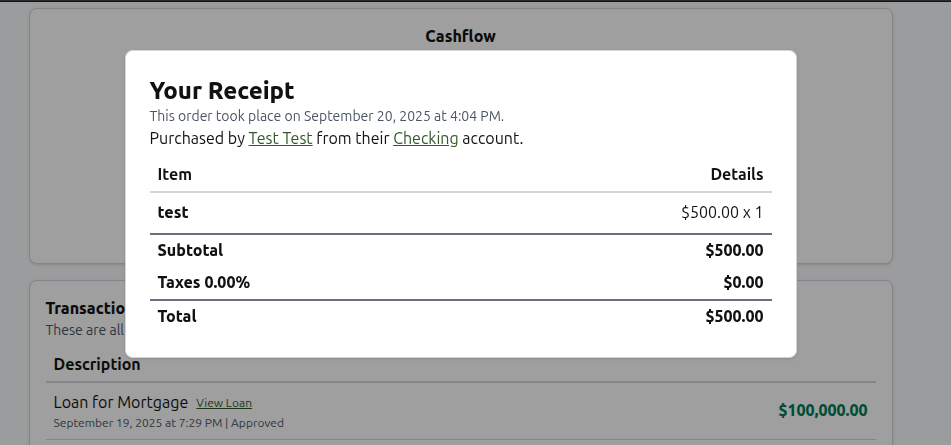 Cashflow
Your Receipt
This order took place on September 20, 2025 at 4:04 PM.
Purchased by Test Test from their Checking account.
Item Details
test $500.00 x 1
Subtotal $500.00
Taxes 0.00% $0.00
Total $500.00
Transactio
These are all
Description
Loan for Mortgage View Loan
$100,000.00
September 19, 2025 at 7:29 PM | Approved